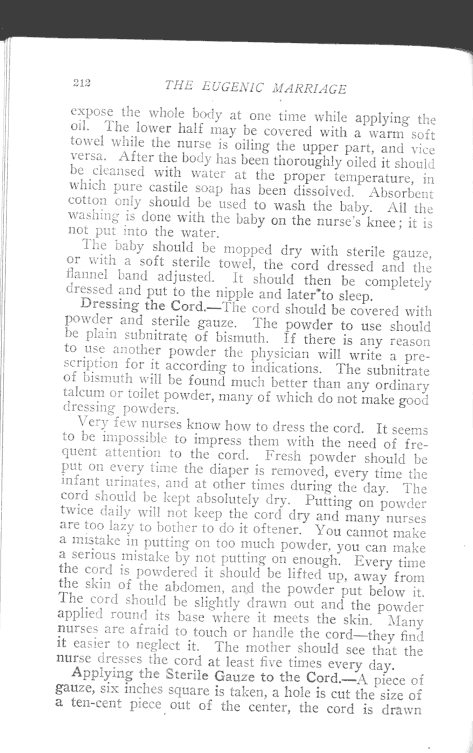 212 THE EUGENIC MARRIAGE
expose the whole body at one time while applying the
oil. The lower half may be covered with a warm soft
towel while the nurse is oiling the upper part, and vice
versa. After the body has been thoroughly oiled it should
be cleansed with water at the proper temperature, in
which pure castile soap has been dissolved. Absorbent
cotton only should be used to wash the baby. All the
washing is done with the baby on the nurse's knee; it is
not put into the water.
The baby should be mopped dry with sterile gauze,
or with a soft sterile towel, the cord dressed and the
flannel band adjusted. It should then be completely
dressed and put to the nipple and later to sleep.
Dressing the Cord.—The cord should be covered with
powder and sterile gauze. The powder to use should
be plain subnitrate of bismuth. If there is any reason
to use another powder the physician will write a pre-
scription for it according to indications. The subnitrate
of bismuth will be found much better than any ordinary
talcum or toilet powder, many of which do not make good
dressing powders.
Very few nurses know how to dress the cord. It seems
to be impossible to impress them with the need of fre-
quent attention to the cord. Fresh powder should be
put on every time the diaper is removed, every time the
infant urinates, and at other times during the day. The
cord should be kept absolutely dry. Putting on powder
twice daily will not keep the cord dry and many nurses
are too lazy to bother to do it oftener. You cannot make
a mistake in putting on too much powder, you can make
a serious mistake by not putting on enough. Every time
the cord is powdered it should be lifted up, away from
the skin of the abdomen, and the powder put below it.
The cord should be slightly drawn out and the powder
applied round its base where it meets the skin. Many
nurses are afraid to touch or handle the cord—they find
it easier to neglect it. The mother should see that the
nurse dresses the cord at least five times every day.
Applying the Sterile Gauze to the Cord.—A piece of
gauze, six inches square is taken, a hole is cut the size of
a ten-cent piece out of the center, the cord is drawn